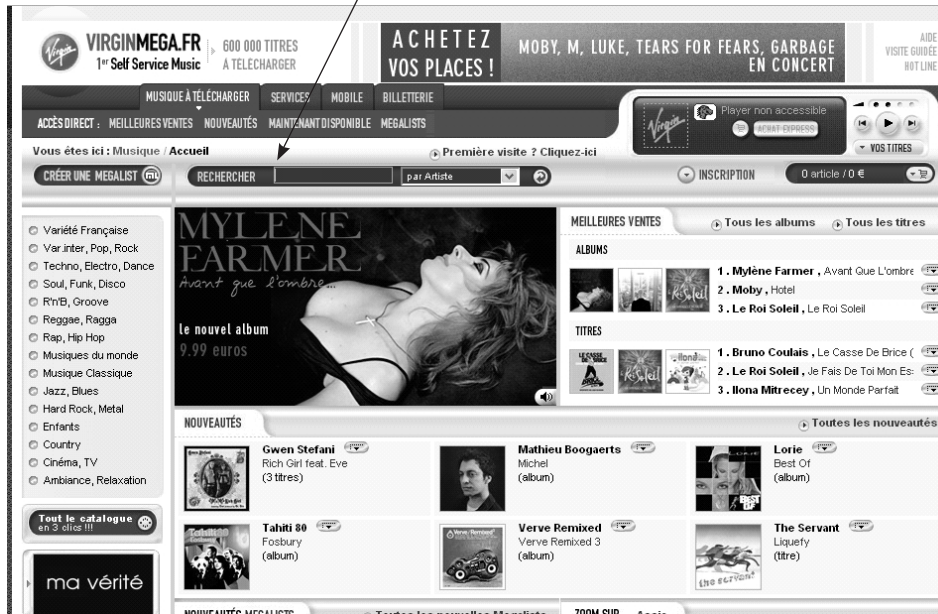 Virgin
VIRGINMEGA.FR
1er Self Service Music
600 000 TITRES
A TÉLÉCHARGER
ACHETEZ
VOS PLACES !
MOBY, M, LUKE, TEARS FOR FEARS, GARBAGE
EN CONCERT
AIDE
VISITE GUIDÉE
HOT LINE
MUSIQUE À TÉLÉCHARGER SERVICES MOBILE BILLETTERIE
ACCÈS DIRECT : MEILLEURES VENTES NOUVEAUTÉS MAINTENANT DISPONIBLE MEGALISTS
Virgin
Player non accessible
ACHAT EXPRESS
VOS TITRES
Vous êtes ici : Musique / Accueil
Première visite ? Cliquez-ici
CRÉER UNE MEGALIST
RECHERCHER
par Artiste
INSCRIPTION
0 article / 0 €
Variété Française
Var.inter, Pop, Rock
Techno, Electro, Dance
Soul, Funk, Disco
R'n'B, Groove
Reggae, Ragga
Rap, Hip Hop
Musiques du monde
Musique Classique
Jazz, Blues
Hard Rock, Metal
Enfants
Country
Cinéma, TV
Ambiance, Relaxation
Tout le catalogue
en 3 clics !!!
ma vérité
MYLENE
FARMER
Avant que l'ombre...
le nouvel album
9.99 euros
MEILLEURES VENTES
Tous les albums
Tous les titres
ALBUMS
1 . Mylène Farmer , Avant Que L'ombre
2 . Moby , Hotel
3 . Le Roi Soleil , Le Roi Soleil
TITRES
1 . Bruno Coulais , Le Casse De Brice (
2 . Le Roi Soleil , Je Fais De Toi Mon Es
3 . Ilona Mitrecey , Un Monde Parfait
NOUVEAUTÉS
Toutes les nouveautés
Gwen Stefani
Rich Girl feat. Eve
(3 titres)
Mathieu Boogaerts
Michel
(album)
Lorie
Best Of
(album)
Tahiti 80
Fosbury
(album)
Verve Remixed
Verve Remixed 3
(album)
The Servant
Liquefy
(titre)
NOUVEAUTÉS MEGALISTS
Toutes les nouvelles Megalists
ZOOM SUR